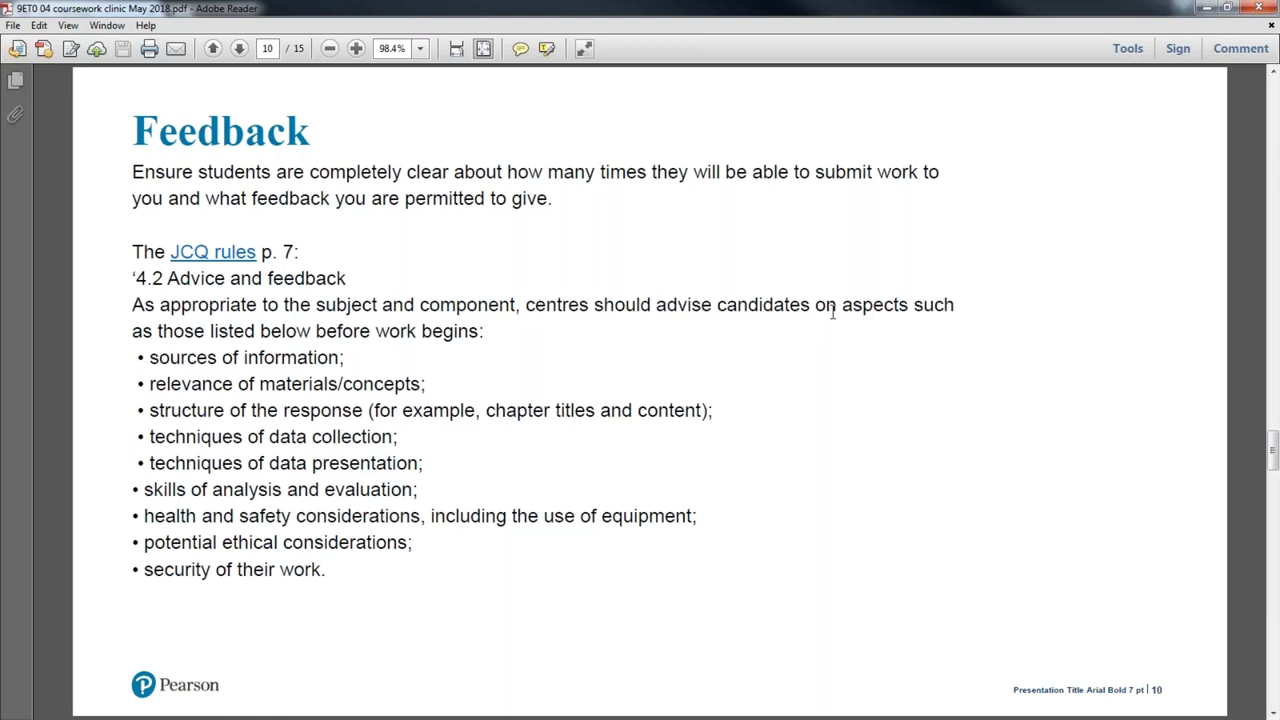 9ET0 04 coursework clinic May 2018.pdf - Adobe Reader
File Edit View Window Help
10 / 15 98.4% Tools Sign Comment
Feedback
Ensure students are completely clear about how many times they will be able to submit work to
you and what feedback you are permitted to give.
The JCQ rules p. 7:
‘4.2 Advice and feedback
As appropriate to the subject and component, centres should advise candidates on aspects such
as those listed below before work begins:
• sources of information;
• relevance of materials/concepts;
• structure of the response (for example, chapter titles and content);
• techniques of data collection;
• techniques of data presentation;
• skills of analysis and evaluation;
• health and safety considerations, including the use of equipment;
• potential ethical considerations;
• security of their work.
Pearson
Presentation Title Arial Bold 7 pt | 10